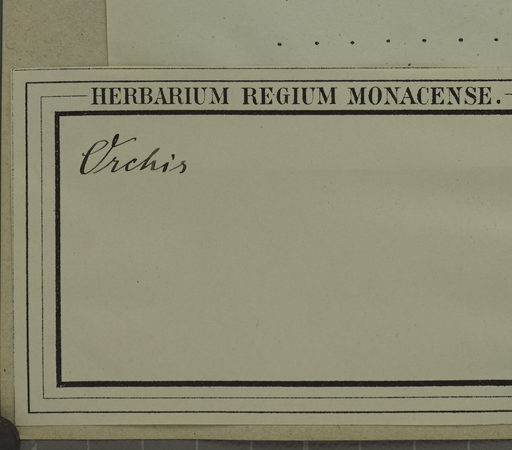 HERBARIUM REGIUM MONACENSE.
Orchis